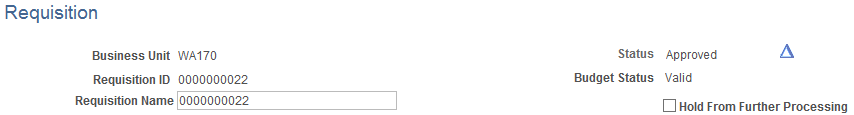 Requisition
Business Unit WA170
Status Approved
Requisition ID 0000000022
Budget Status Valid
Requisition Name 0000000022
Hold From Further Processing